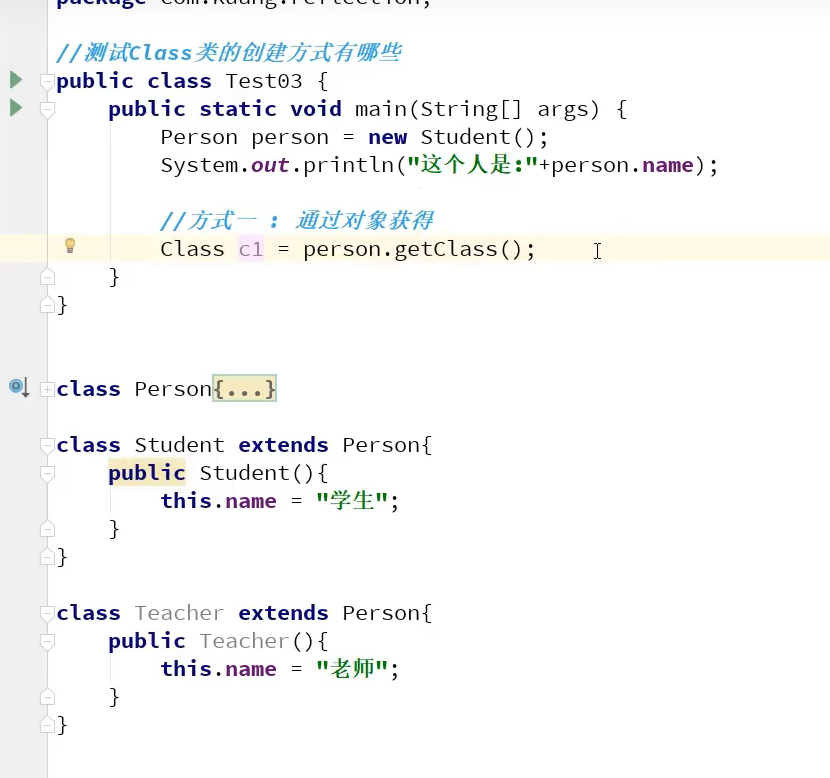 package com.kuang.reflection;
//测试Class类的创建方式有哪些
public class Test03 {
public static void main(String[] args) {
Person person = new Student();
System.out.println("这个人是:"+person.name);
//方式一 : 通过对象获得
Class c1 = person.getClass();
}
}
class Person{...}
class Student extends Person{
public Student(){
this.name = "学生";
}
}
class Teacher extends Person{
public Teacher(){
this.name = "老师";
}
}